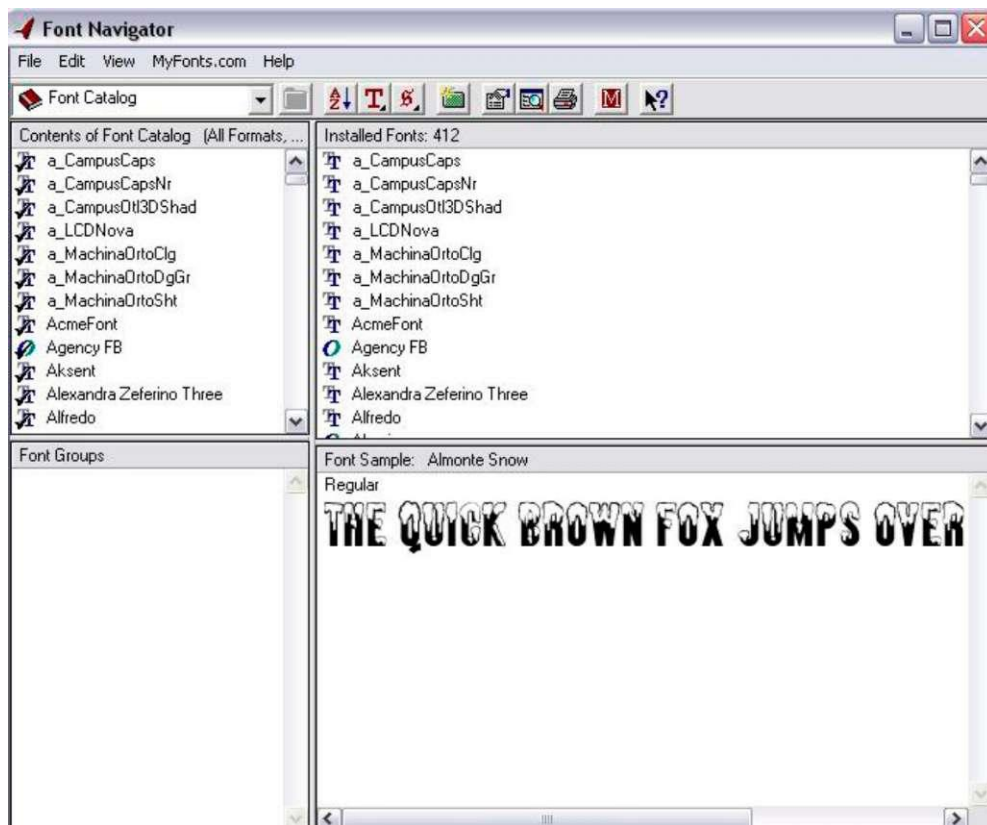 Font Navigator
File Edit View MyFonts.com Help
Font Catalog
Contents of Font Catalog (All Formats, ...
a_CampusCaps
a_CampusCapsNr
a_CampusOtl3DShad
a_LCDNova
a_MachinaOrtoClg
a_MachinaOrtoDgGr
a_MachinaOrtoSht
AcmeFont
Agency FB
Aksent
Alexandra Zeferino Three
Alfredo
Installed Fonts: 412
a_CampusCaps
a_CampusCapsNr
a_CampusOtl3DShad
a_LCDNova
a_MachinaOrtoClg
a_MachinaOrtoDgGr
a_MachinaOrtoSht
AcmeFont
Agency FB
Aksent
Alexandra Zeferino Three
Alfredo
Font Groups
Font Sample: Almonte Snow
Regular
THE QUICK BROWN FOX JUMPS OVER